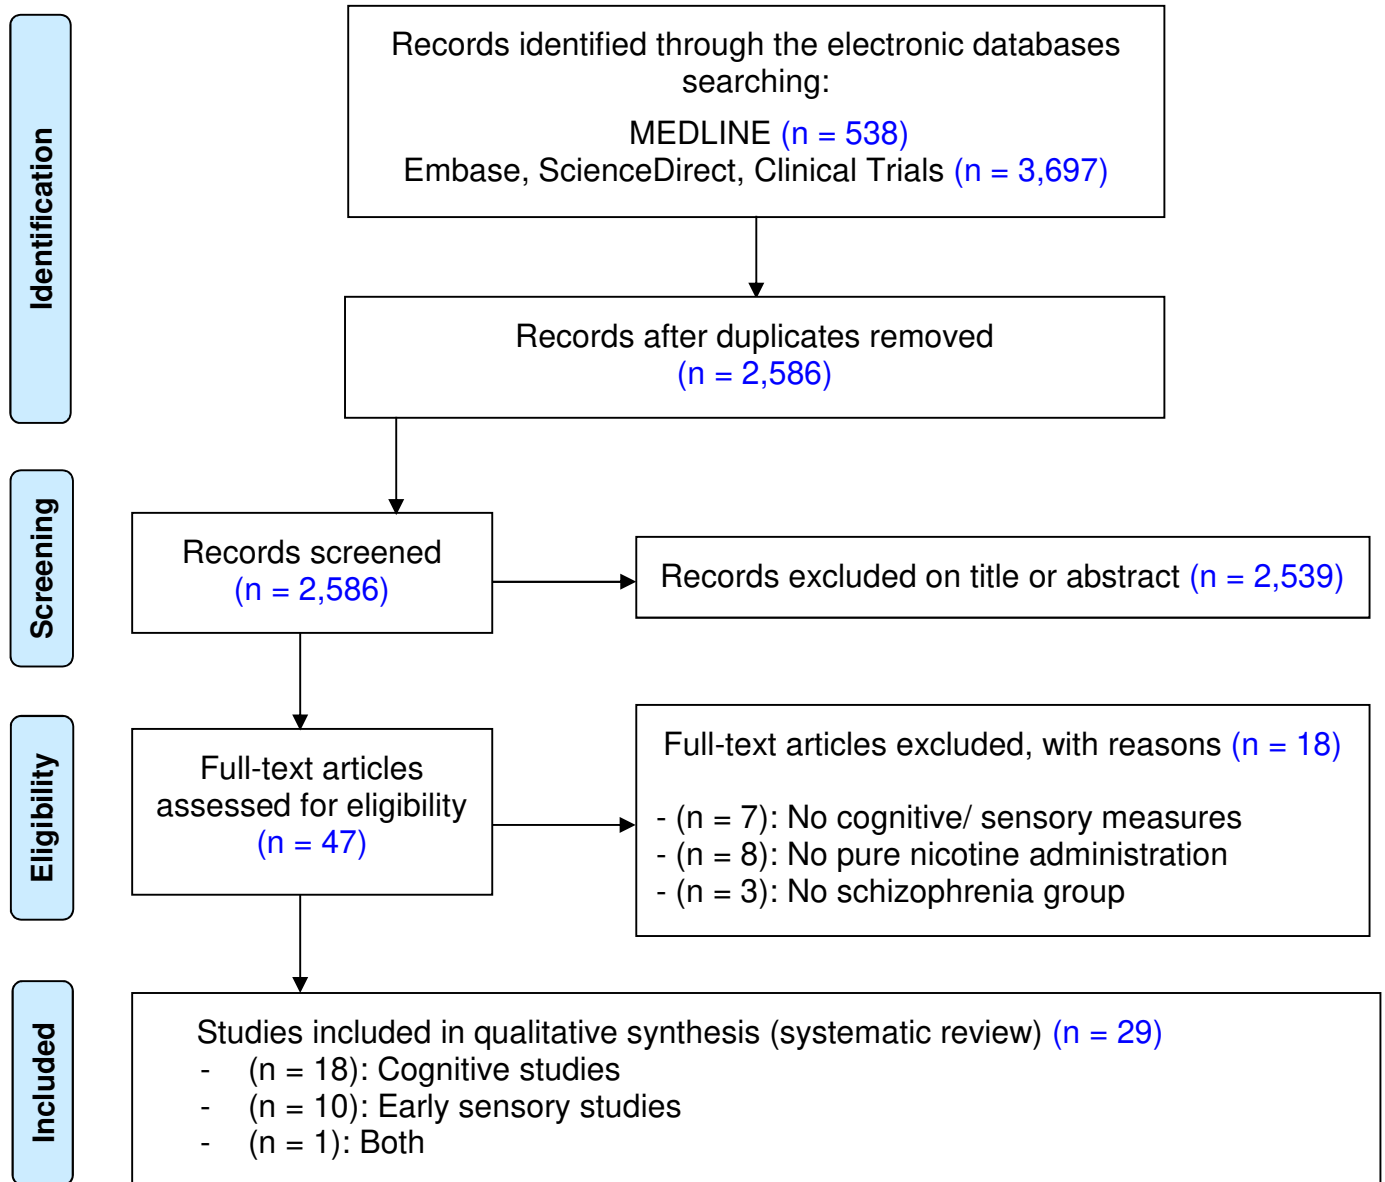 Identification
Records identified through the electronic databases
searching:
MEDLINE (n = 538)
Embase, ScienceDirect, Clinical Trials (n = 3,697)
Records after duplicates removed
(n = 2,586)
Screening
Records screened
(n = 2,586)
Records excluded on title or abstract (n = 2,539)
Eligibility
Full-text articles
assessed for eligibility
(n = 47)
Full-text articles excluded, with reasons (n = 18)
- (n = 7): No cognitive/ sensory measures
- (n = 8): No pure nicotine administration
- (n = 3): No schizophrenia group
Included
Studies included in qualitative synthesis (systematic review) (n = 29)
- (n = 18): Cognitive studies
- (n = 10): Early sensory studies
- (n = 1): Both